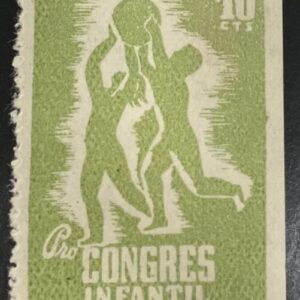 10
CTS
Pro
CONGRES
INFANTIL